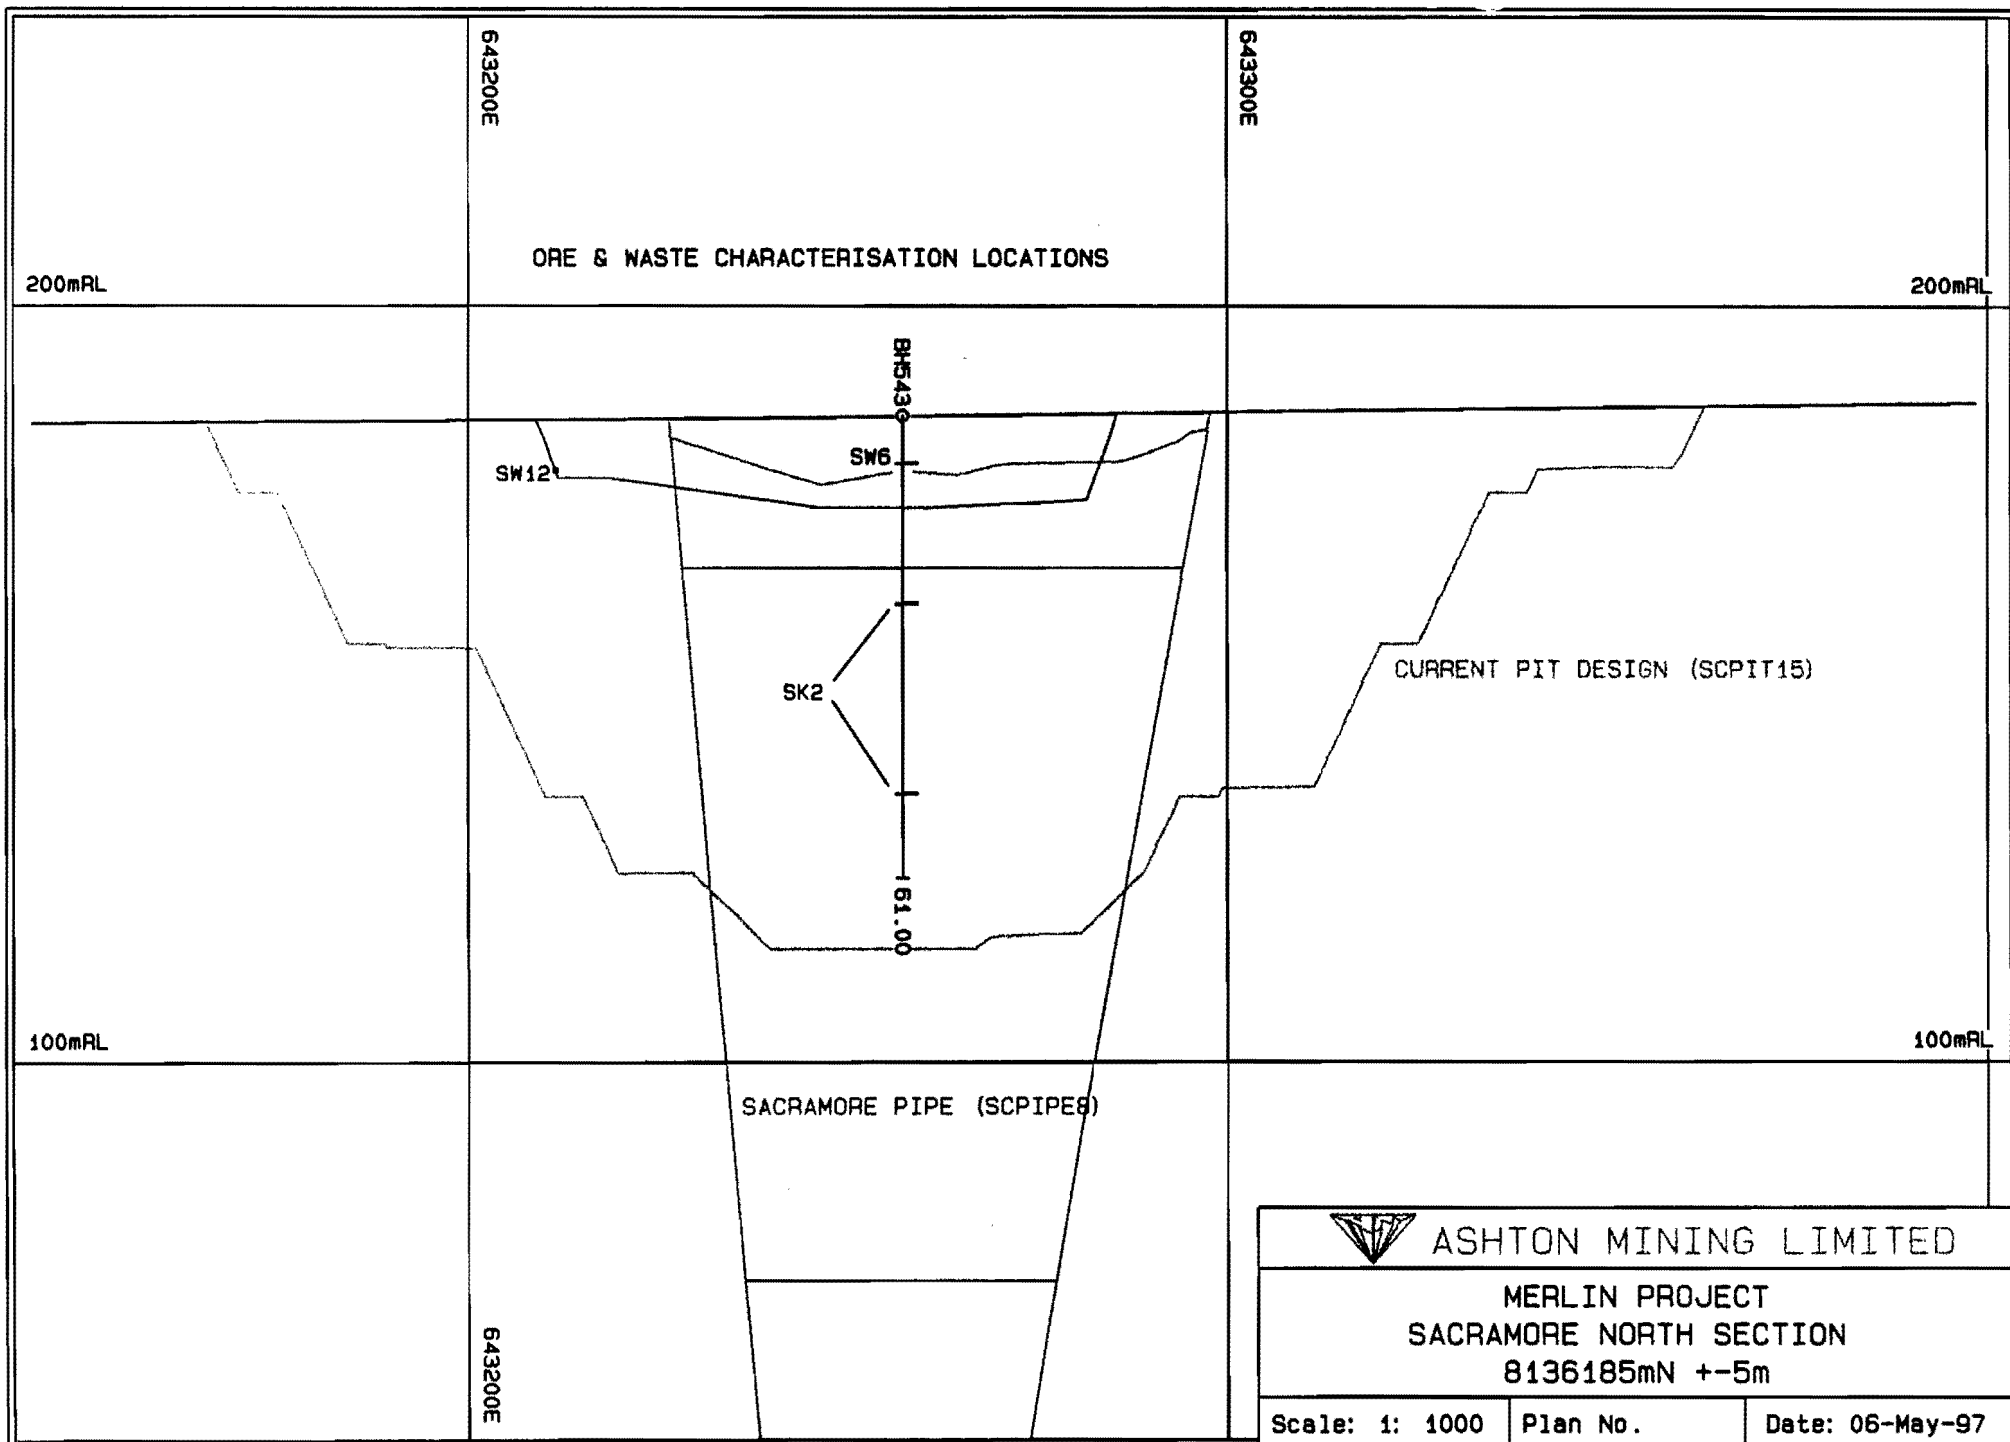 643200E
643300E
ORE & WASTE CHARACTERISATION LOCATIONS
200mRL
200mRL
BH543
SW6
SW12
SK2
CURRENT PIT DESIGN (SCPIT15)
61.00
100mRL
100mRL
SACRAMORE PIPE (SCPIPE8)
643200E
ASHTON MINING LIMITED
MERLIN PROJECT
SACRAMORE NORTH SECTION
8136185mN +-5m
Scale: 1: 1000
Plan No.
Date: 06-May-97